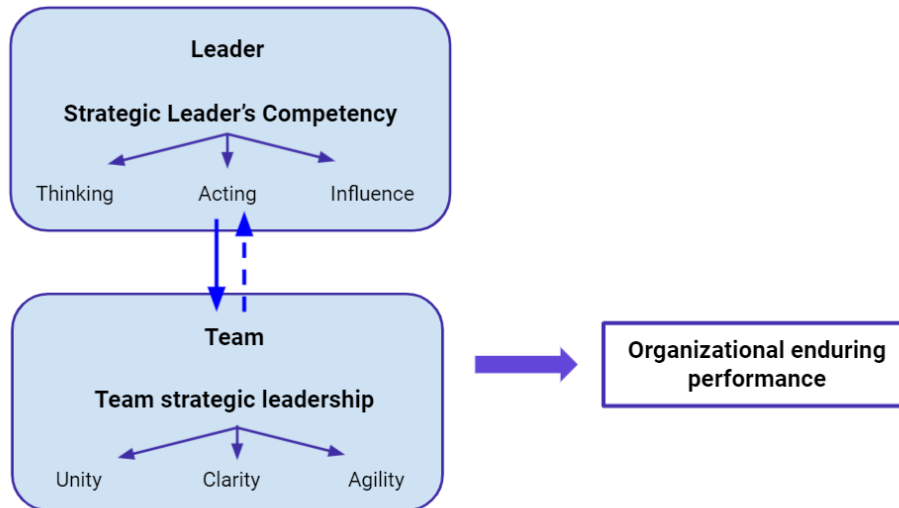 Leader
Strategic Leader’s Competency
Thinking Acting Influence
Team
Team strategic leadership
Unity Clarity Agility
Organizational enduring
performance